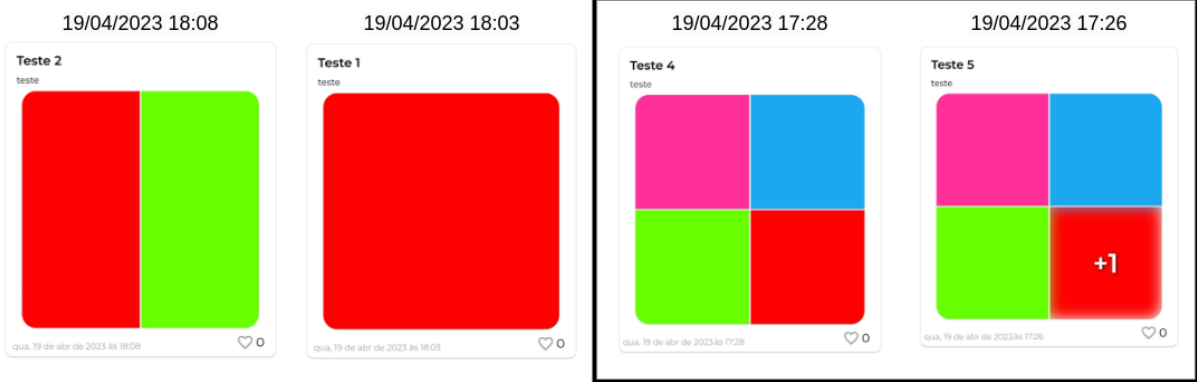 19/04/2023 18:08
Teste 2
teste
qua, 19 de abr de 2023 às 18:08
0
19/04/2023 18:03
Teste 1
teste
qua, 19 de abr de 2023 às 18:03
0
19/04/2023 17:28
Teste 4
teste
qua, 19 de abr de 2023 às 17:28
0
19/04/2023 17:26
Teste 5
teste
+1
qua, 19 de abr de 2023 às 17:26
0